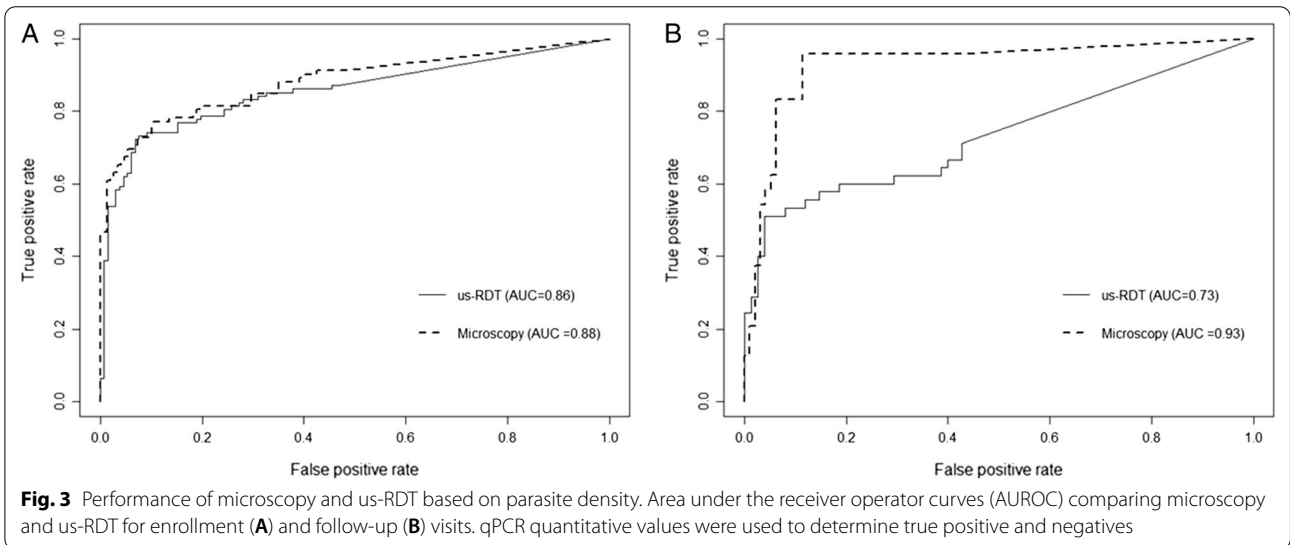 A
True positive rate
1.0
0.8
0.6
0.4
0.2
0.0
us-RDT (AUC=0.86)
Microscopy (AUC =0.88)
0.0 0.2 0.4 0.6 0.8 1.0
False positive rate
B
True positive rate
1.0
0.8
0.6
0.4
0.2
0.0
us-RDT (AUC=0.73)
Microscopy (AUC =0.93)
0.0 0.2 0.4 0.6 0.8 1.0
False positive rate
Fig. 3 Performance of microscopy and us-RDT based on parasite density. Area under the receiver operator curves (AUROC) comparing microscopy
and us-RDT for enrollment (A) and follow-up (B) visits. qPCR quantitative values were used to determine true positive and negatives